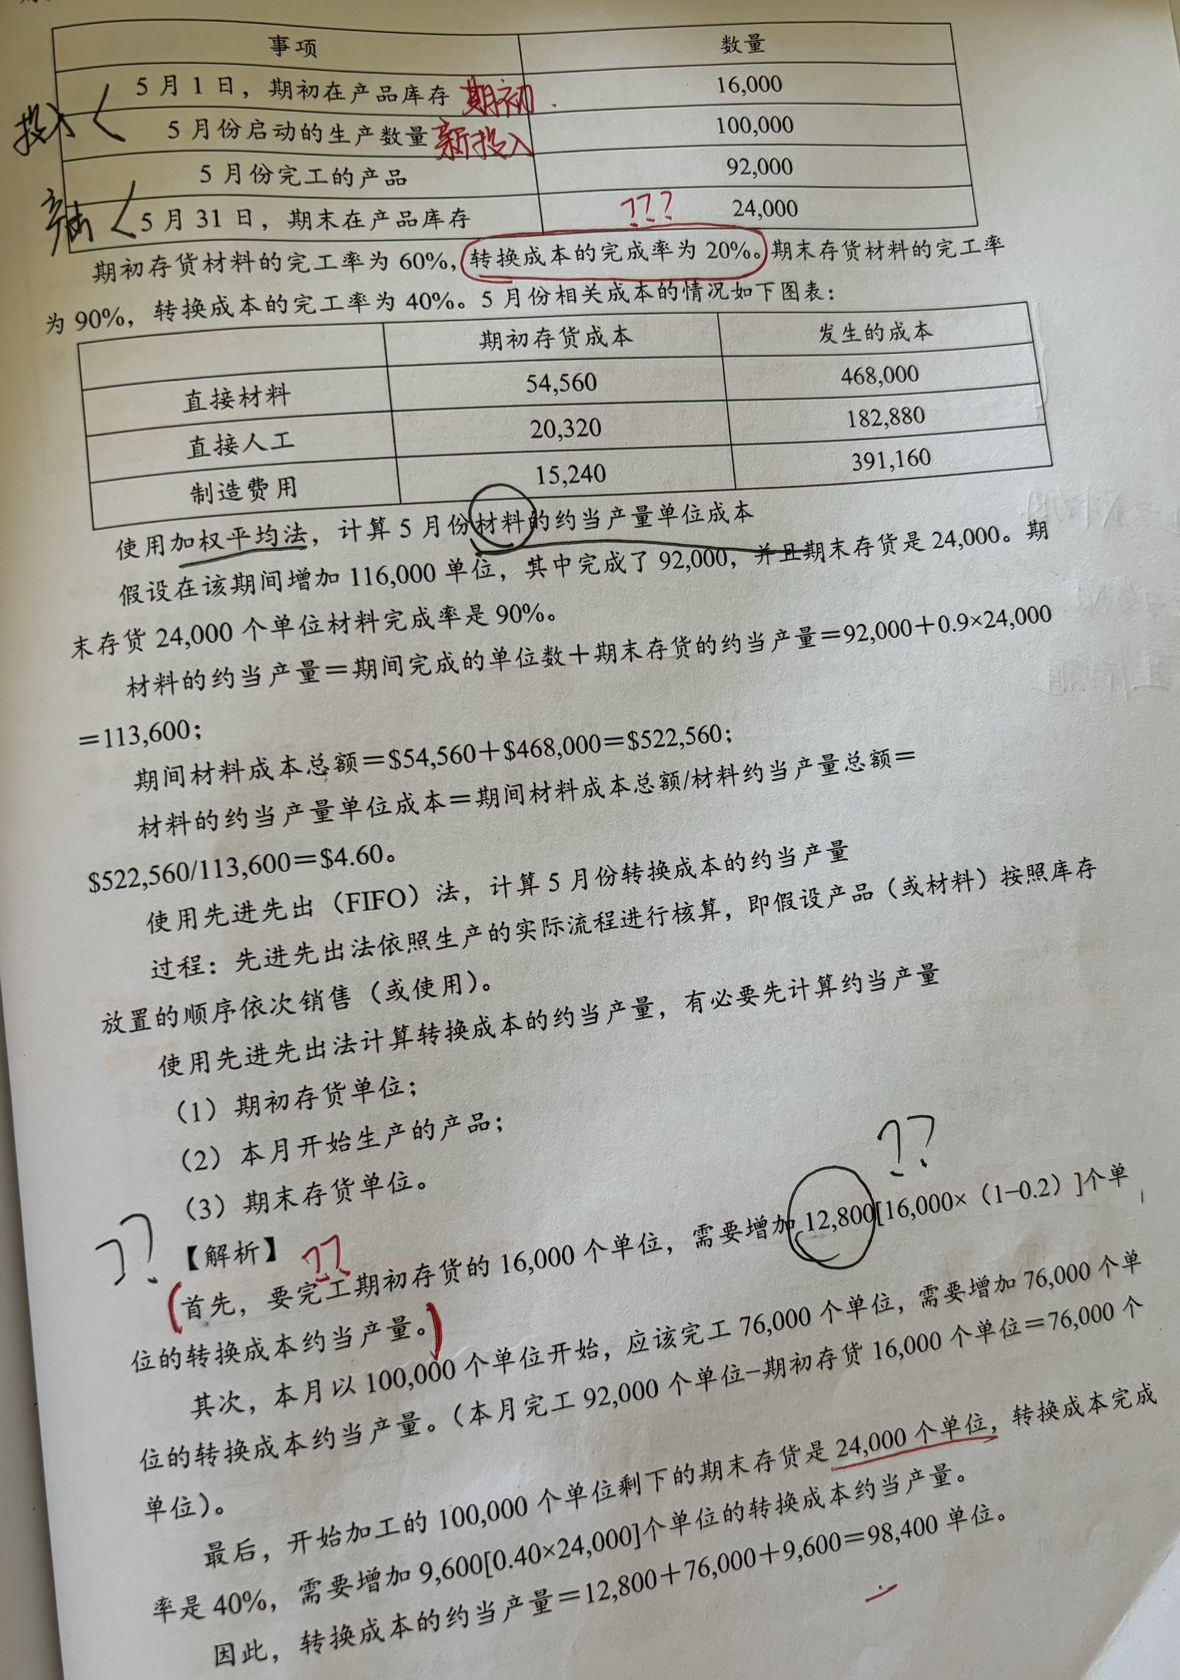 事项 数量
5月1日，期初在产品库存 期初. 16,000
投入 < 5月份启动的生产数量 新投入 100,000
5月份完工的产品 92,000
< 5月31日，期末在产品库存 ??? 24,000
期初存货材料的完工率为60%，转换成本的完成率为20%。期末存货材料的完工率
为90%，转换成本的完工率为40%。5月份相关成本的情况如下图表：
期初存货成本 发生的成本
直接材料 54,560 468,000
直接人工 20,320 182,880
制造费用 15,240 391,160
使用加权平均法，计算5月份材料的约当产量单位成本
假设在该期间增加116,000单位，其中完成了92,000，并且期末存货是24,000。期
末存货24,000个单位材料完成率是90%。
材料的约当产量＝期间完成的单位数＋期末存货的约当产量＝92,000＋0.9×24,000
＝113,600；
期间材料成本总额＝$54,560＋$468,000＝$522,560；
材料的约当产量单位成本＝期间材料成本总额/材料约当产量总额＝
$522,560/113,600＝$4.60。
使用先进先出（FIFO）法，计算5月份转换成本的约当产量
过程：先进先出法依照生产的实际流程进行核算，即假设产品（或材料）按照库存
放置的顺序依次销售（或使用）。
使用先进先出法计算转换成本的约当产量，有必要先计算约当产量
（1）期初存货单位；
（2）本月开始生产的产品；
（3）期末存货单位。
??
?? 【解析】 ??
首先，要完工期初存货的16,000个单位，需要增加12,800[16,000×（1–0.2）]个单
位的转换成本约当产量。
其次，本月以100,000个单位开始，应该完工76,000个单位，需要增加76,000个单
位的转换成本约当产量。（本月完工92,000个单位–期初存货16,000个单位＝76,000个
单位）。
最后，开始加工的100,000个单位剩下的期末存货是24,000个单位，转换成本完成
率是40%，需要增加9,600[0.40×24,000]个单位的转换成本约当产量。
因此，转换成本的约当产量＝12,800＋76,000＋9,600＝98,400单位。